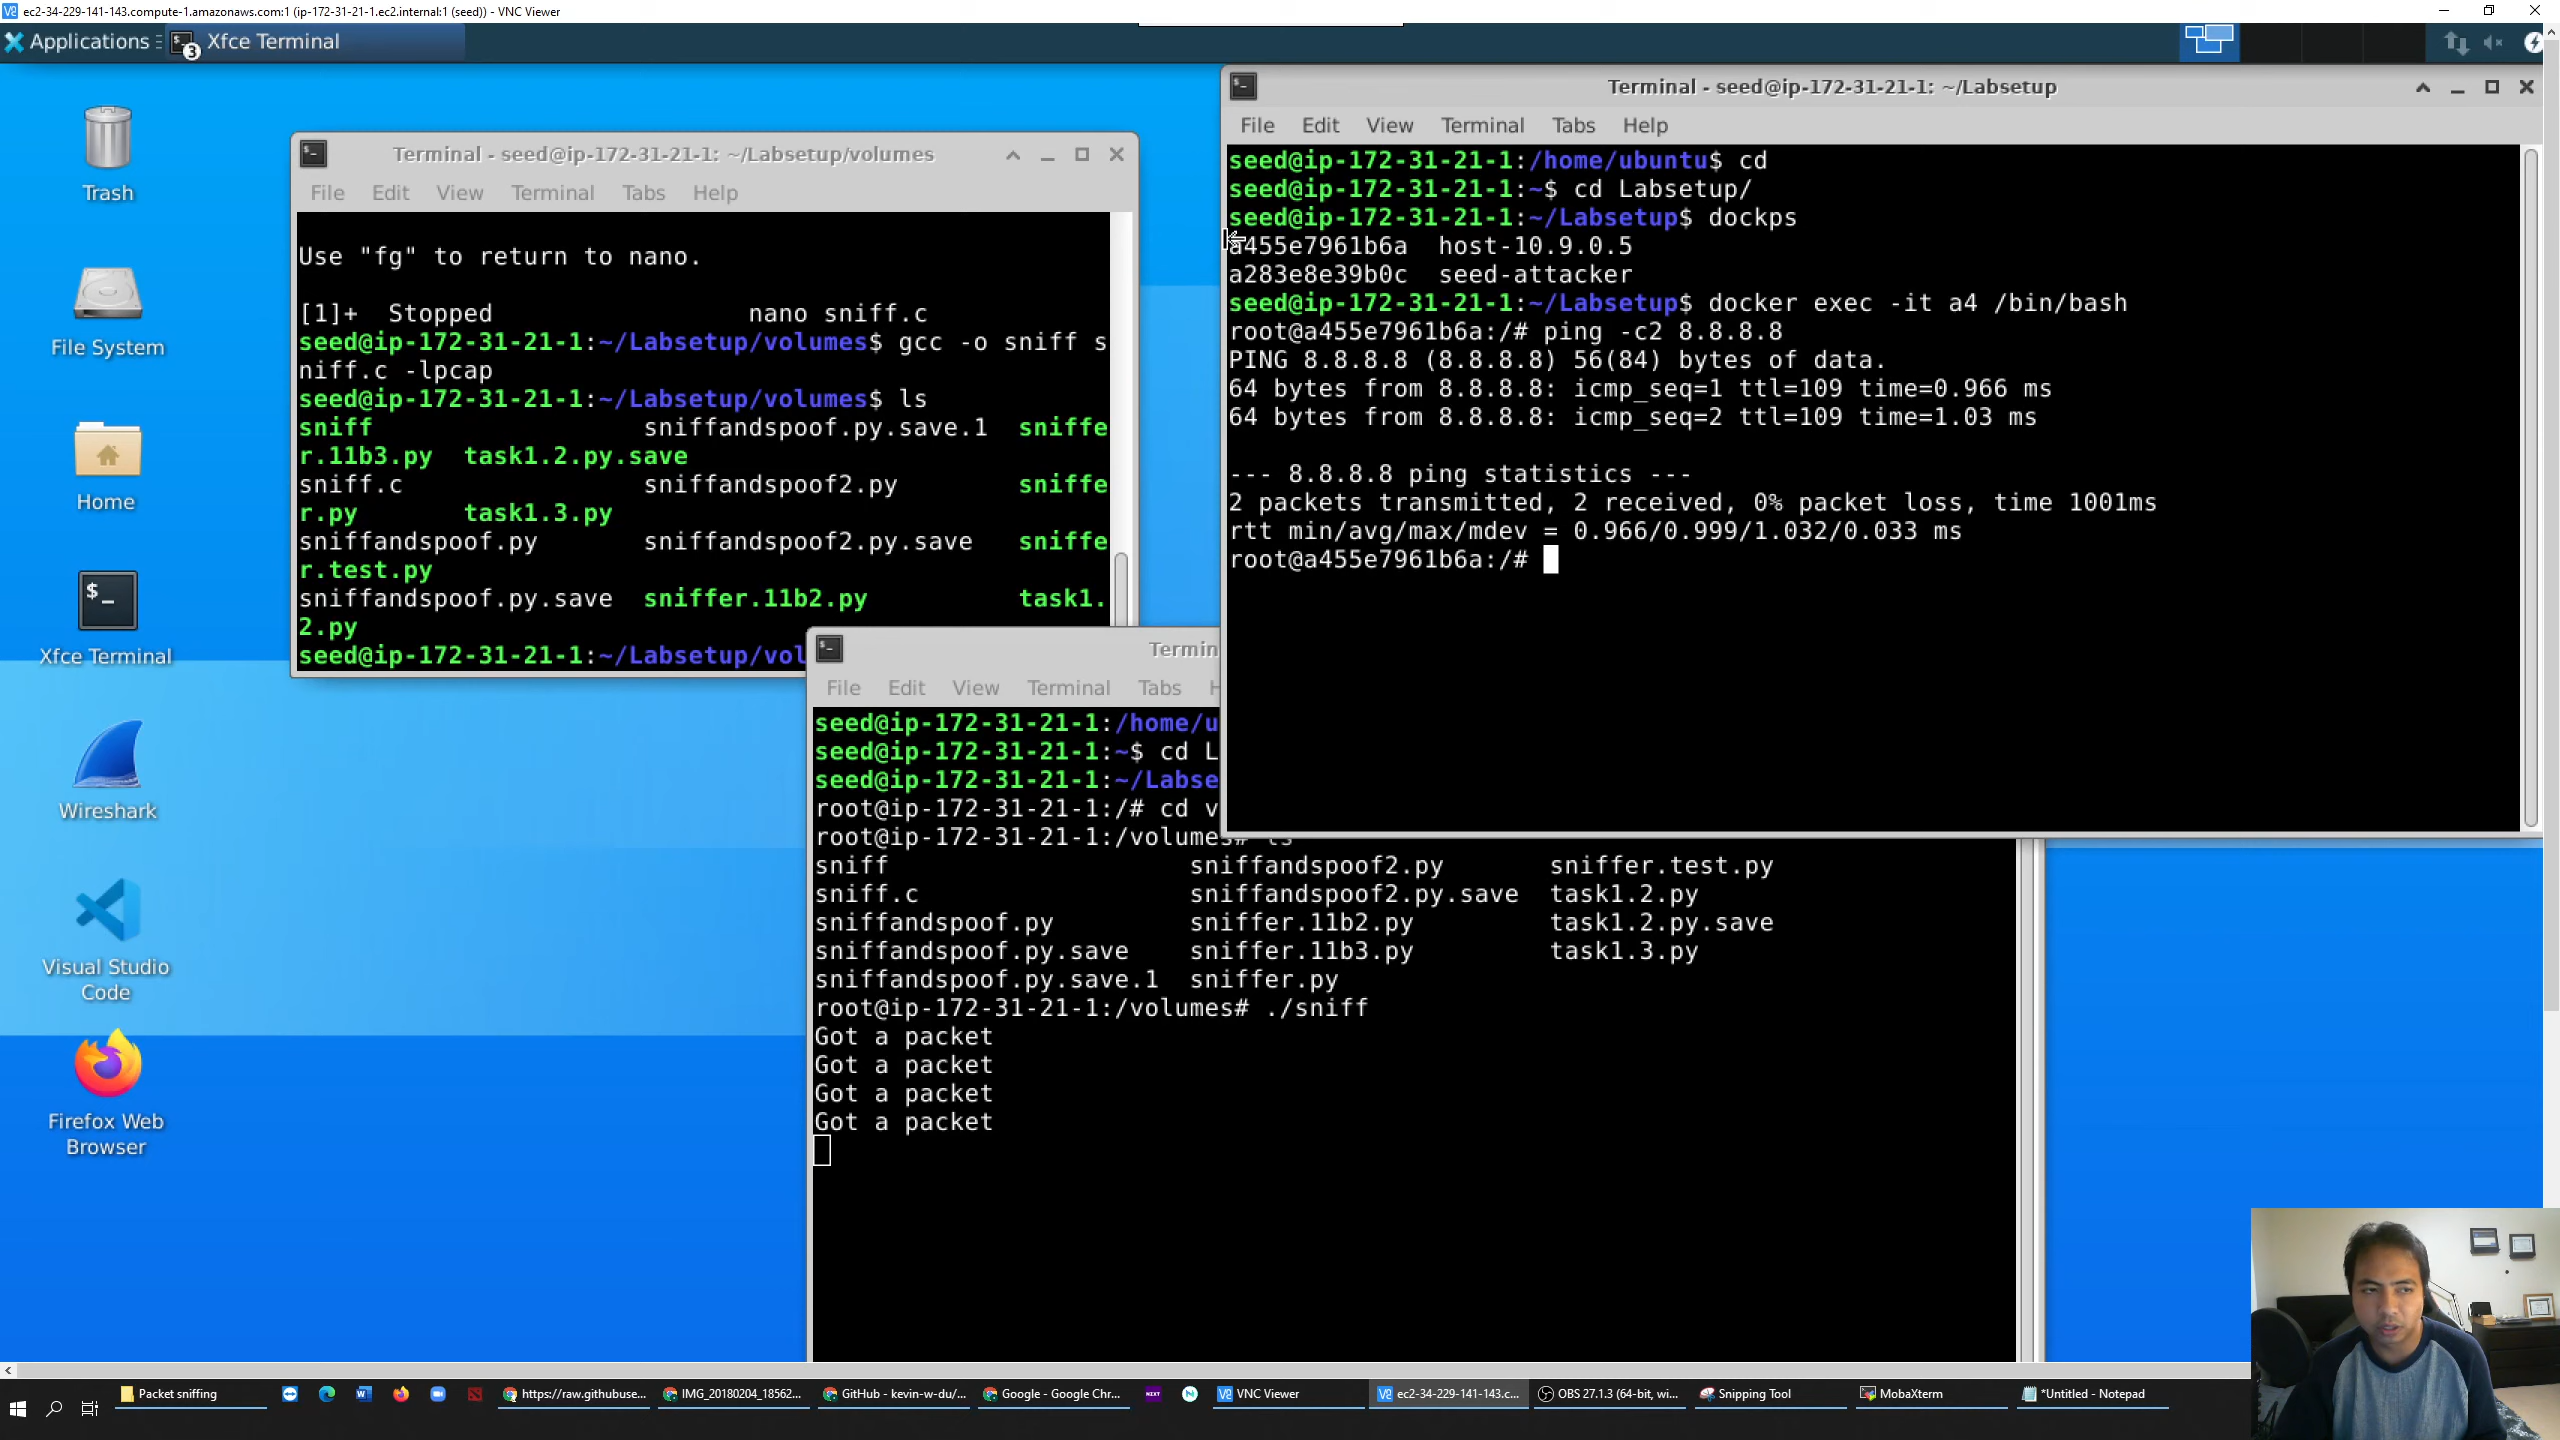 ec2-34-229-141-143.compute-1.amazonaws.com:1 (ip-172-31-21-1.ec2.internal:1 (seed)) - VNC Viewer
Applications
3
Xfce Terminal
Trash
File System
Home
Xfce Terminal
Wireshark
Visual Studio
Code
Firefox Web
Browser
Terminal - seed@ip-172-31-21-1: ~/Labsetup/volumes
File Edit View Terminal Tabs Help
Use "fg" to return to nano.
[1]+  Stopped                 nano sniff.c
seed@ip-172-31-21-1:~/Labsetup/volumes$ gcc -o sniff s
niff.c -lpcap
seed@ip-172-31-21-1:~/Labsetup/volumes$ ls
sniff                  sniffandspoof.py.save.1  sniffe
r.11b3.py  task1.2.py.save
sniff.c                sniffandspoof2.py        sniffe
r.py       task1.3.py
sniffandspoof.py       sniffandspoof2.py.save   sniffe
r.test.py
sniffandspoof.py.save  sniffer.11b2.py          task1.
2.py
seed@ip-172-31-21-1:~/Labsetup/vol
Terminal - seed@ip-172-31-21-1: ~/Labsetup
File Edit View Terminal Tabs Help
seed@ip-172-31-21-1:/home/ubuntu$ cd
seed@ip-172-31-21-1:~$ cd Labsetup/
seed@ip-172-31-21-1:~/Labsetup$ dockps
a455e7961b6a  host-10.9.0.5
a283e8e39b0c  seed-attacker
seed@ip-172-31-21-1:~/Labsetup$ docker exec -it a4 /bin/bash
root@a455e7961b6a:/# ping -c2 8.8.8.8
PING 8.8.8.8 (8.8.8.8) 56(84) bytes of data.
64 bytes from 8.8.8.8: icmp_seq=1 ttl=109 time=0.966 ms
64 bytes from 8.8.8.8: icmp_seq=2 ttl=109 time=1.03 ms
--- 8.8.8.8 ping statistics ---
2 packets transmitted, 2 received, 0% packet loss, time 1001ms
rtt min/avg/max/mdev = 0.966/0.999/1.032/0.033 ms
root@a455e7961b6a:/#
Termin
File Edit View Terminal Tabs H
seed@ip-172-31-21-1:/home/u
seed@ip-172-31-21-1:~$ cd L
seed@ip-172-31-21-1:~/Labse
root@ip-172-31-21-1:/# cd v
root@ip-172-31-21-1:/volumes# ls
sniff                    sniffandspoof2.py       sniffer.test.py
sniff.c                  sniffandspoof2.py.save  task1.2.py
sniffandspoof.py         sniffer.11b2.py         task1.2.py.save
sniffandspoof.py.save    sniffer.11b3.py         task1.3.py
sniffandspoof.py.save.1  sniffer.py
root@ip-172-31-21-1:/volumes# ./sniff
Got a packet
Got a packet
Got a packet
Got a packet
Packet sniffing
https://raw.githubuse...
IMG_20180204_18562...
GitHub - kevin-w-du/...
Google - Google Chr...
VNC Viewer
ec2-34-229-141-143.c...
OBS 27.1.3 (64-bit, wi...
Snipping Tool
MobaXterm
*Untitled - Notepad